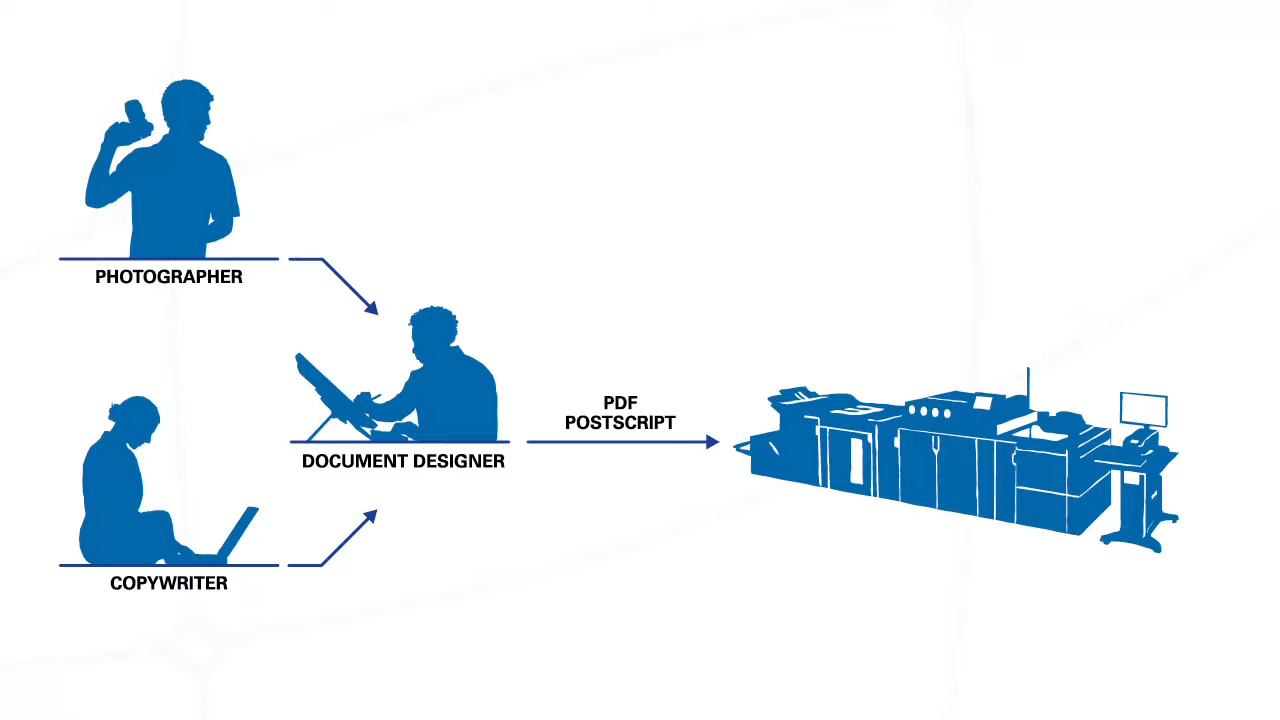 PHOTOGRAPHER
PDF
POSTSCRIPT
DOCUMENT DESIGNER
COPYWRITER